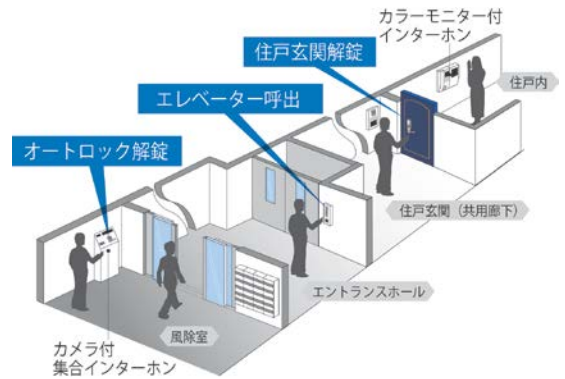 カラーモニター付
インターホン
住戸玄関解錠
住戸内
エレベーター呼出
オートロック解錠
住戸玄関（共用廊下）
エントランスホール
風除室
カメラ付
集合インターホン